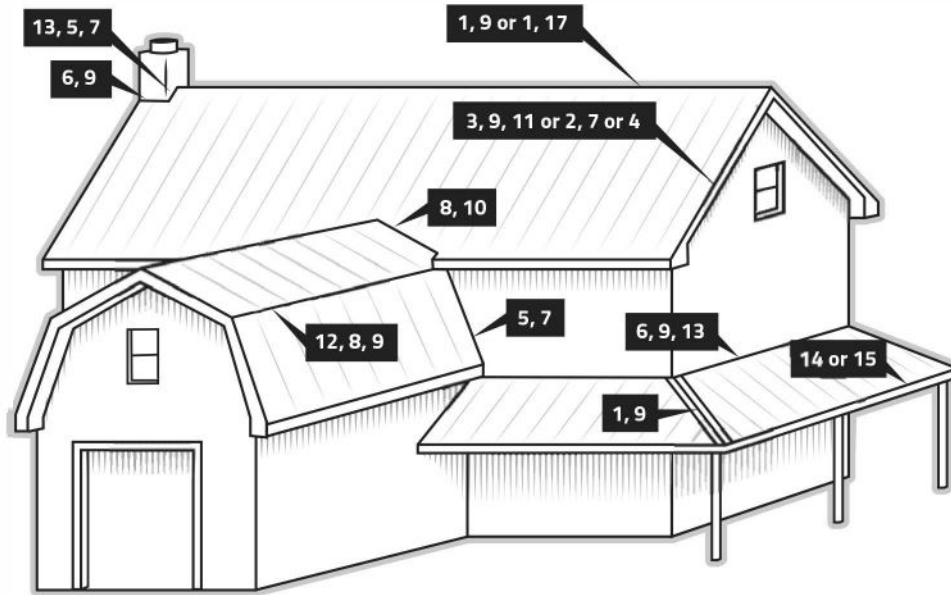 13, 5, 7
1, 9 or 1, 17
6, 9
3, 9, 11 or 2, 7 or 4
8, 10
5, 7
12, 8, 9
6, 9, 13
14 or 15
1, 9